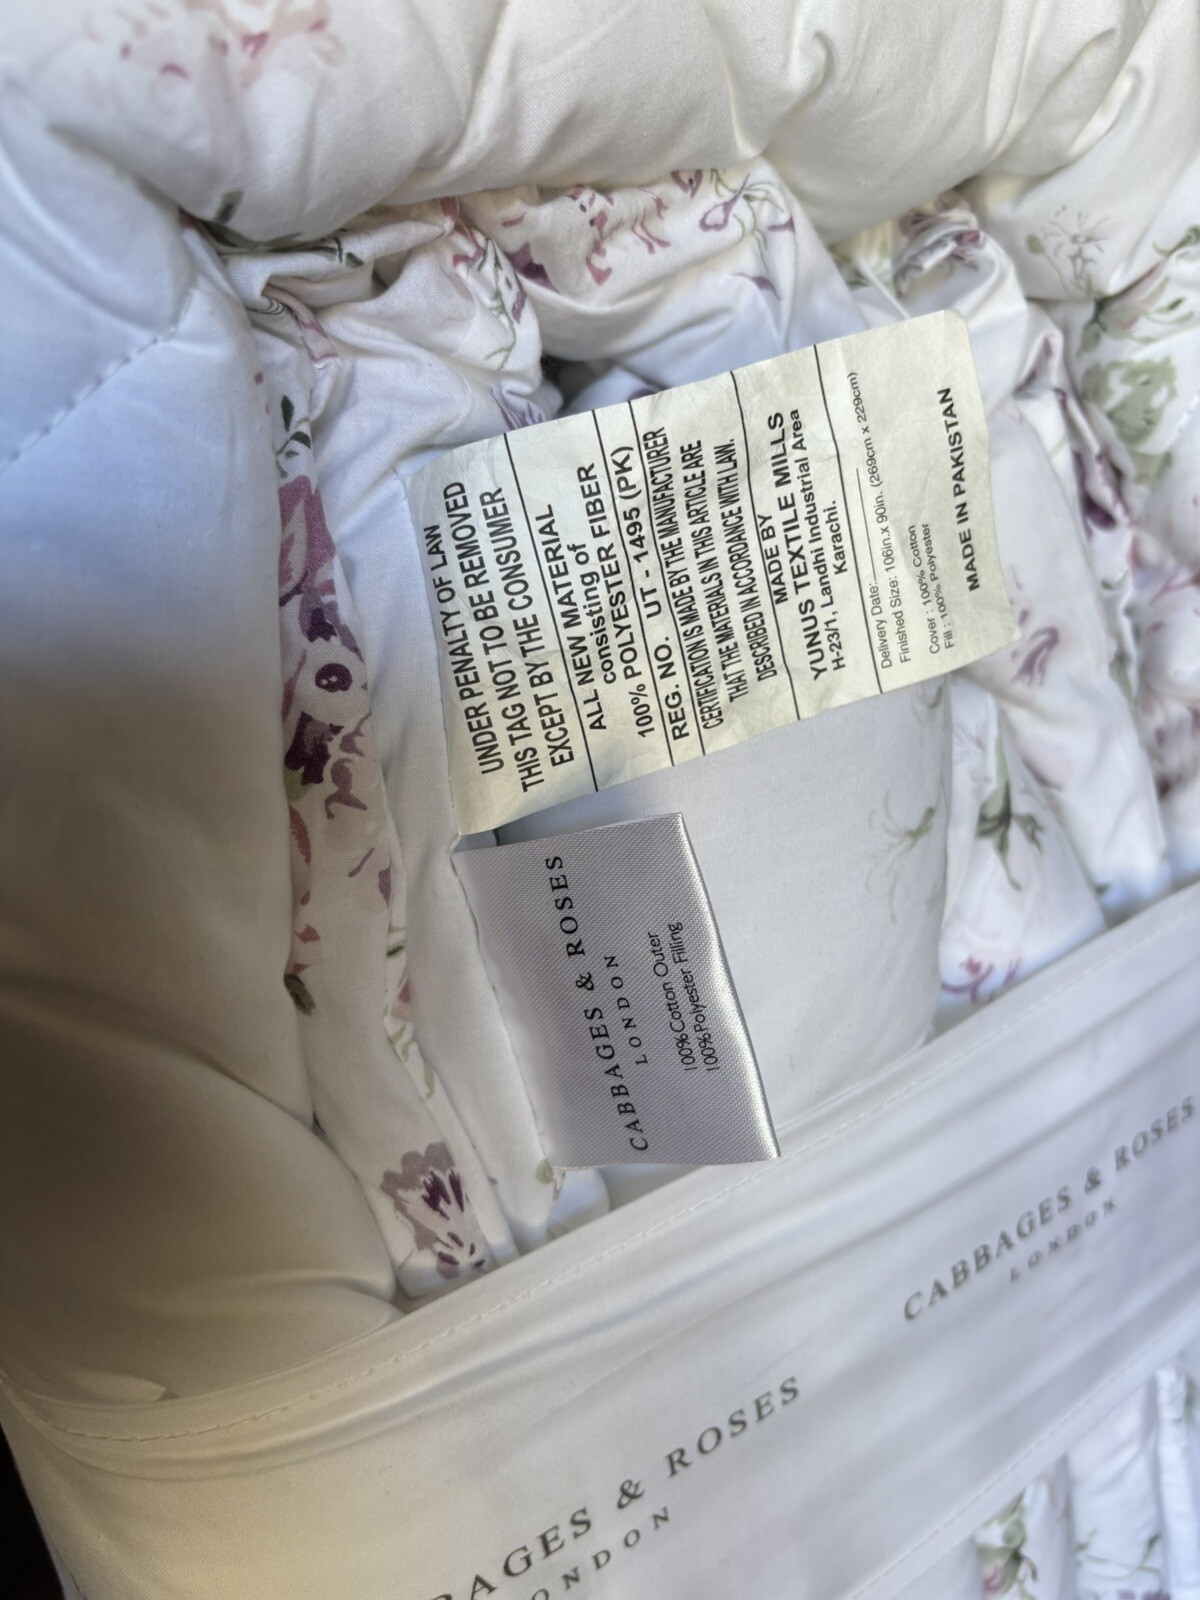 UNDER PENALTY OF LAW
THIS TAG NOT TO BE REMOVED
EXCEPT BY THE CONSUMER
ALL NEW MATERIAL
consisting of
100% POLYESTER FIBER
REG. NO. UT - 1495 (PK)
CERTIFICATION IS MADE BY THE MANUFACTURER
THAT THE MATERIALS IN THIS ARTICLE ARE
DESCRIBED IN ACCORDANCE WITH LAW.
MADE BY
YUNUS TEXTILE MILLS
H-23/1, Landhi Industrial Area
Karachi.
Delivery Date:
Finished Size: 106in.x 90in. (269cm x 229cm)
Cover : 100% Cotton
Fill : 100% Polyester
MADE IN PAKISTAN
CABBAGES & ROSES
LONDON
100%Cotton Outer
100%Polyester Filling
CABBAGES & ROSES
LONDON
AGES & ROSES
ONDON